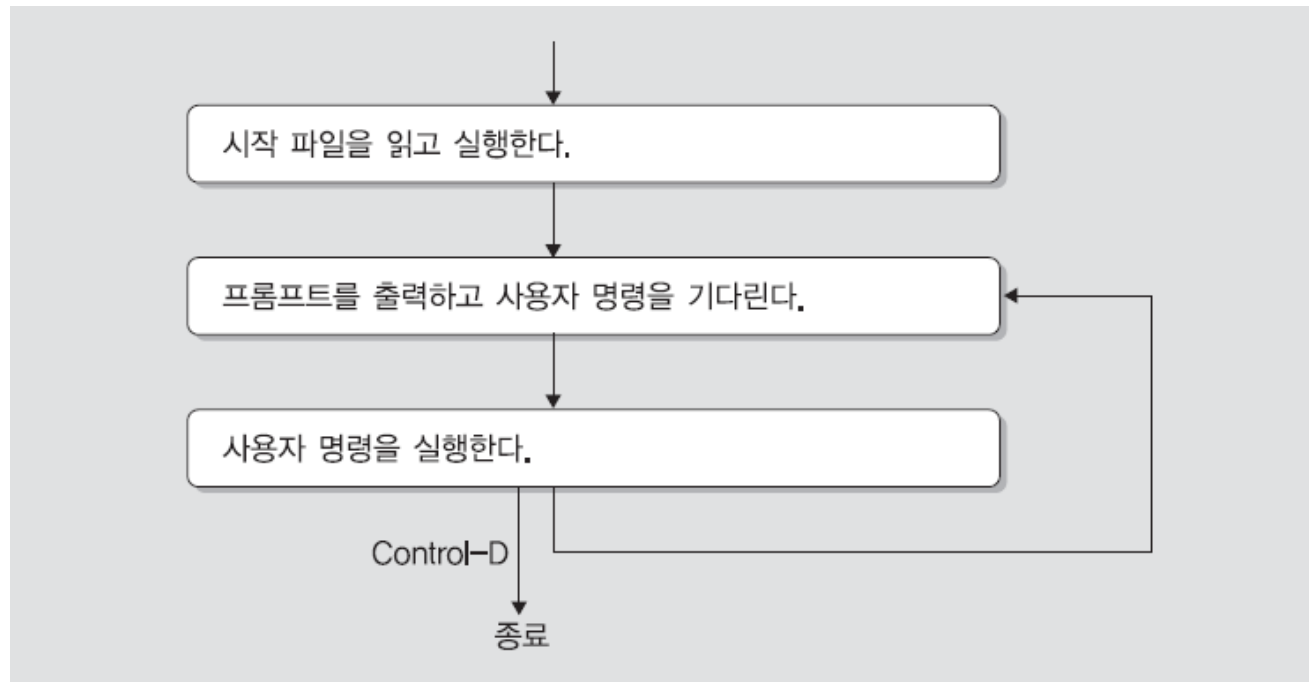 시작 파일을 읽고 실행한다.
프롬프트를 출력하고 사용자 명령을 기다린다.
사용자 명령을 실행한다.
Control-D
종료